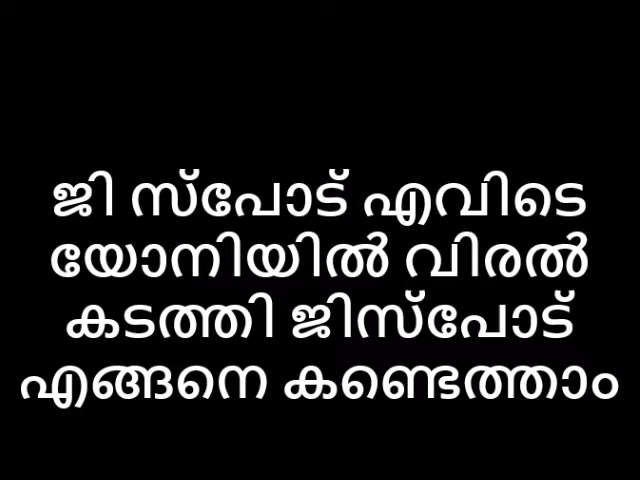 ജി സ്പോട് എവിടെ
യോനിയിൽ വിരൽ
കടത്തി ജിസ്പോട്
എങ്ങനെ കണ്ടെത്താം